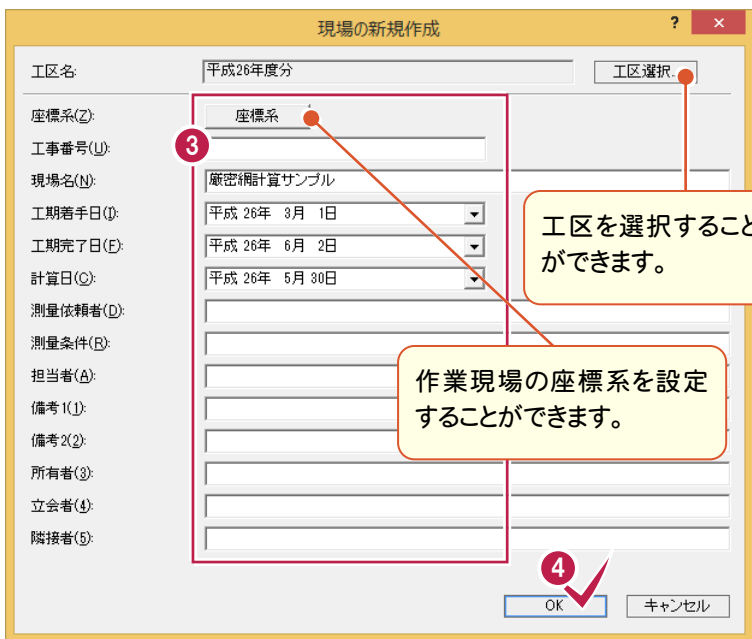 現場の新規作成
? ×
工区名: 平成26年度分 工区選択...
座標系(Z): 座標系
3
工事番号(U):
現場名(N): 厳密網計算サンプル
工期着手日(I): 平成 26年 3月 1日
工区を選択すること
ができます。
工期完了日(F): 平成 26年 6月 2日
計算日(C): 平成 26年 5月 30日
測量依頼者(D):
測量条件(R):
担当者(A):
作業現場の座標系を設定
することができます。
備考1(1):
備考2(2):
所有者(3):
立会者(4):
隣接者(5):
4
OK キャンセル